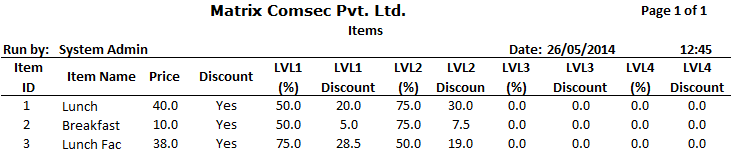 Matrix Comsec Pvt. Ltd. Page 1 of 1
Items
Run by: System Admin Date: 26/05/2014 12:45
Item Item Name Price Discount LVL1 LVL1 LVL2 LVL2 LVL3 LVL3 LVL4 LVL4
ID (%) Discount (%) Discoun (%) Discount (%) Discount
1 Lunch 40.0 Yes 50.0 20.0 75.0 30.0 0.0 0.0 0.0 0.0
2 Breakfast 10.0 Yes 50.0 5.0 75.0 7.5 0.0 0.0 0.0 0.0
3 Lunch Fac 38.0 Yes 75.0 28.5 50.0 19.0 0.0 0.0 0.0 0.0